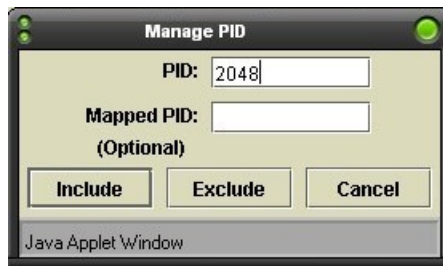 Manage PID
PID: 2048
Mapped PID:
(Optional)
Include Exclude Cancel
Java Applet Window